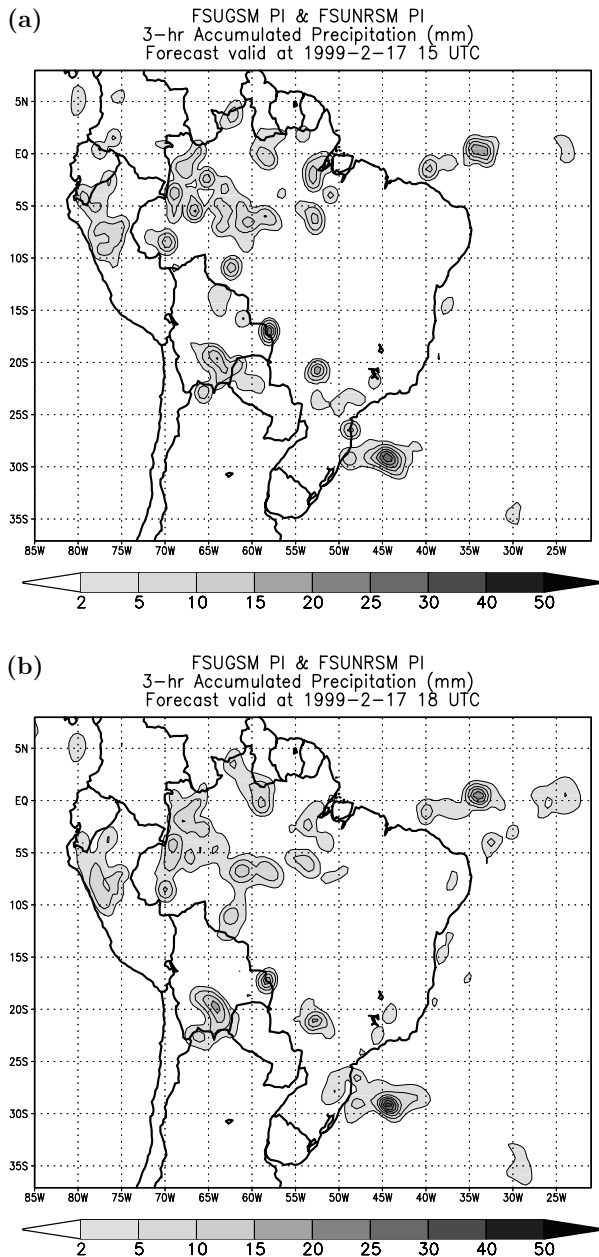 (a)
FSUGSM PI & FSUNRSM PI
3-hr Accumulated Precipitation (mm)
Forecast valid at 1999-2-17 15 UTC
5N
EQ
5S
10S
15S
20S
25S
30S
35S
85W 80W 75W 70W 65W 60W 55W 50W 45W 40W 35W 30W 25W
2 5 10 15 20 25 30 40 50
(b)
FSUGSM PI & FSUNRSM PI
3-hr Accumulated Precipitation (mm)
Forecast valid at 1999-2-17 18 UTC
5N
EQ
5S
10S
15S
20S
25S
30S
35S
85W 80W 75W 70W 65W 60W 55W 50W 45W 40W 35W 30W 25W
2 5 10 15 20 25 30 40 50